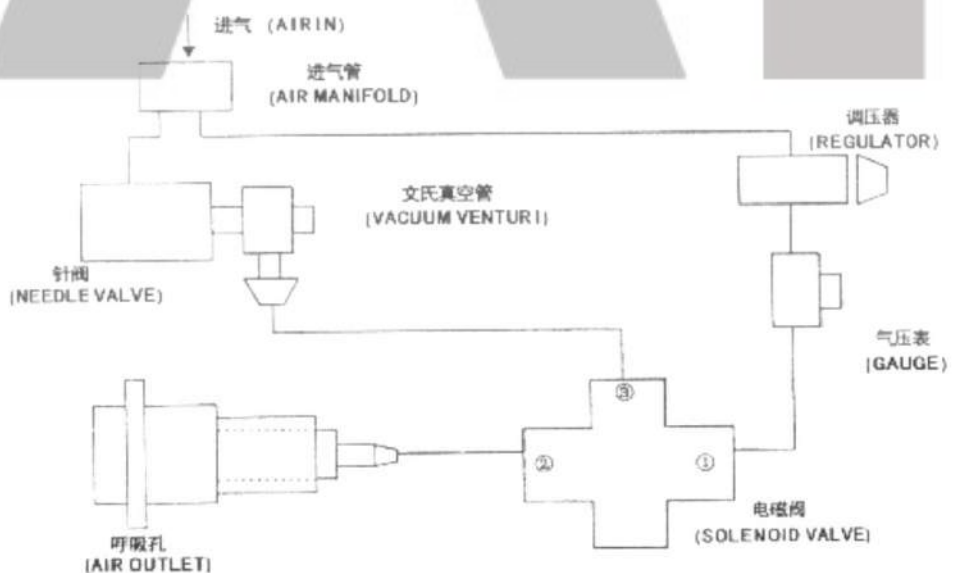 进气 (AIRIN)
进气管
(AIR MANIFOLD)
调压器
(REGULATOR)
文氏真空管
(VACUUM VENTURI)
针阀
(NEEDLE VALVE)
气压表
(GAUGE)
③
②
①
电磁阀
(SOLENOID VALVE)
呼吸孔
(AIR OUTLET)